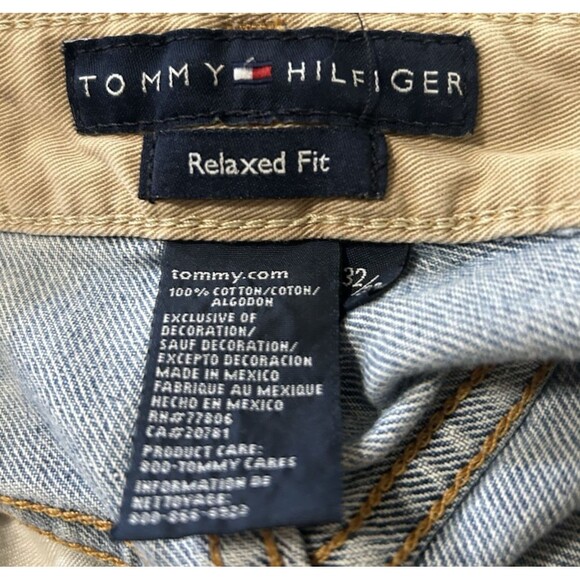 TOMMY HILFIGER
Relaxed Fit
tommy.com
32/
100% COTTON/COTON/
ALGODON
EXCLUSIVE OF
DECORATION/
SAUF DECORATION/
EXCEPTO DECORACION
MADE IN MEXICO
FABRIQUE AU MEXIQUE
HECHO EN MEXICO
RN#77806
CA#20781
PRODUCT CARE:
800-TOMMY CARES
INFORMATION DE
NETTOYAGE: